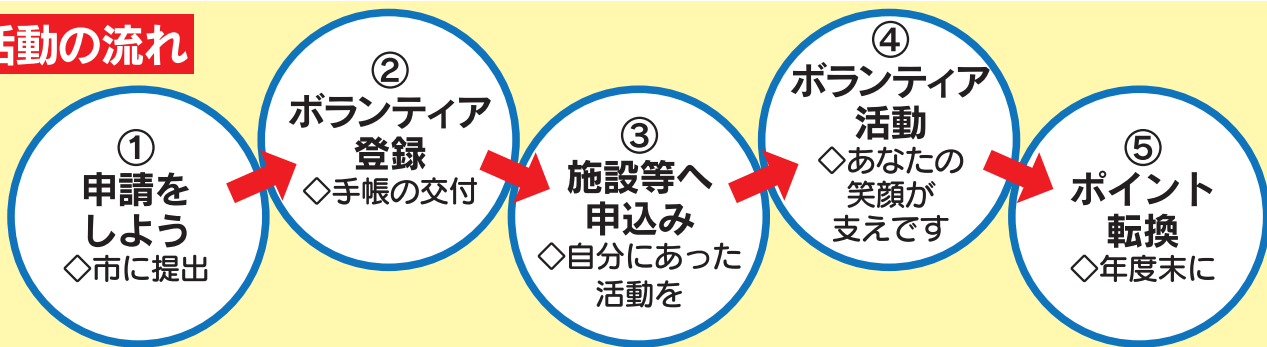 活動の流れ
①
申請を
しよう
◇市に提出
②
ボランティア
登録
◇手帳の交付
③
施設等へ
申込み
◇自分にあった
活動を
④
ボランティア
活動
◇あなたの
笑顔が
支えです
⑤
ポイント
転換
◇年度末に